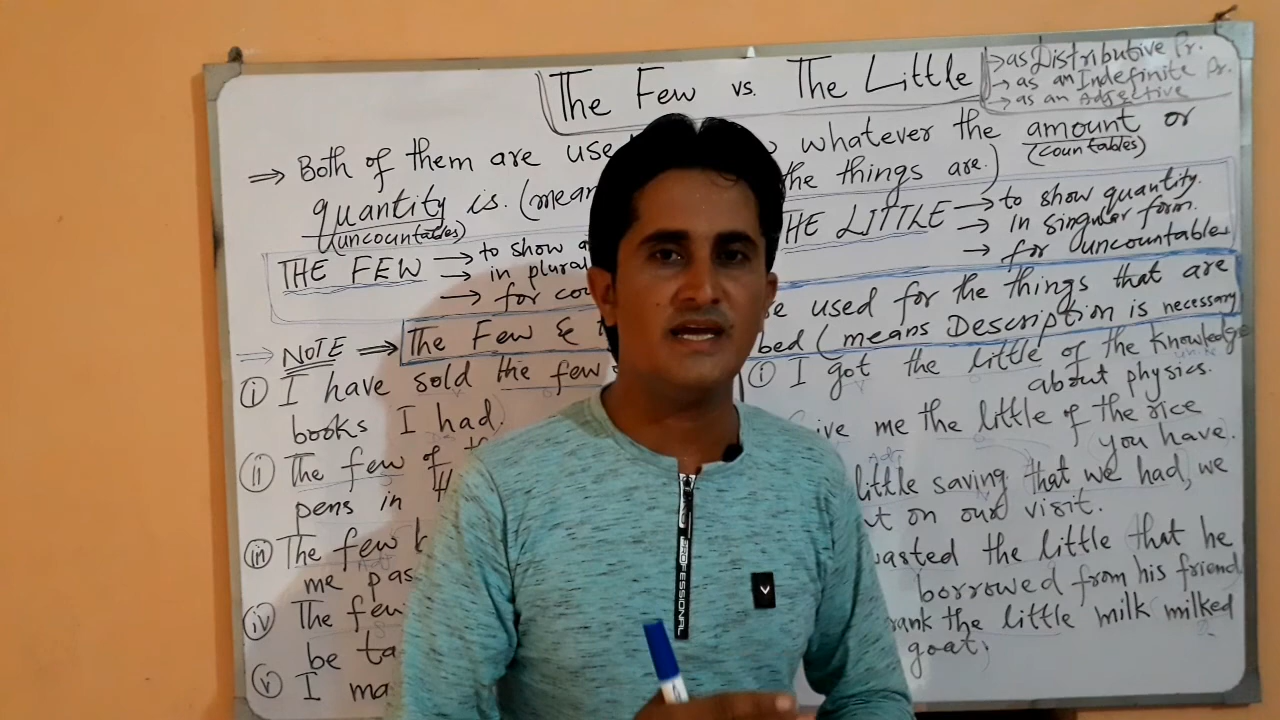 The Few vs. The Little
→ as Distributive Pr.
→ as an Indefinite Pr.
→ as an Adjective
⇒ Both of them are use whatever the amount or
(countables)
quantity is. (mean the things are.)
(uncountables)
THE FEW → to show a
→ in plural
→ for cou
THE LITTLE → to show quantity.
→ in singular form.
→ for uncountables
⇒ NOTE ⇒ The Few & e used for the things that are
bed (means Description is necessary
(i) I have sold the few
books I had.
(ii) The few of th
pens in
(iii) The few b
me pas
(iv) The few
be ta
(v) I ma
(i) I got the little of the knowledge
about physics.
ive me the little of the rice
you have.
little saving that we had, we
t on our visit.
wasted the little that he
borrowed from his friend
rank the little milk milked
goat.
PROFESSIONAL